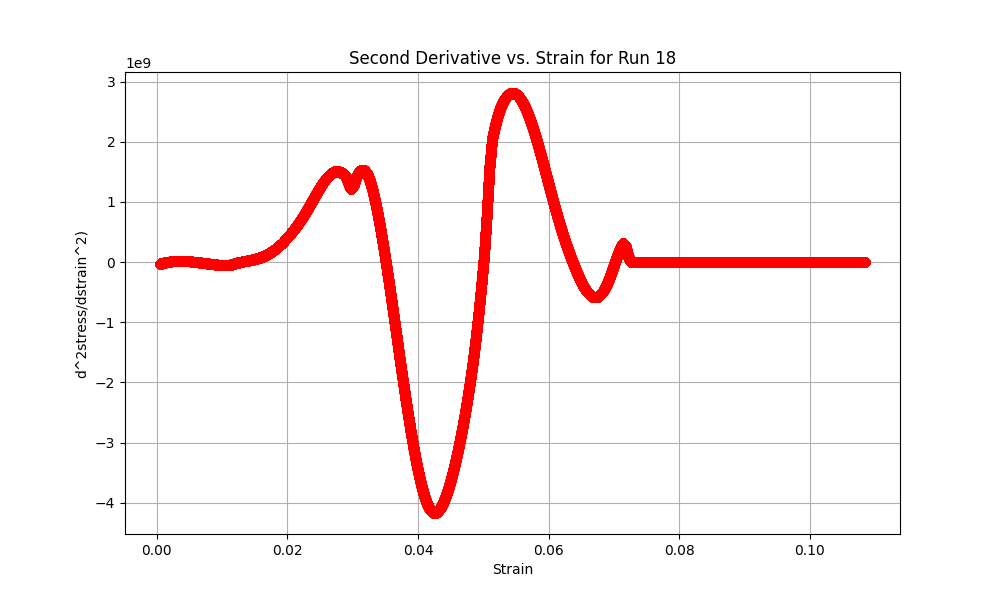 Second Derivative vs. Strain for Run 18
1e9
3
2
1
0
−1
−2
−3
−4
d^2stress/dstrain^2)
0.00 0.02 0.04 0.06 0.08 0.10
Strain